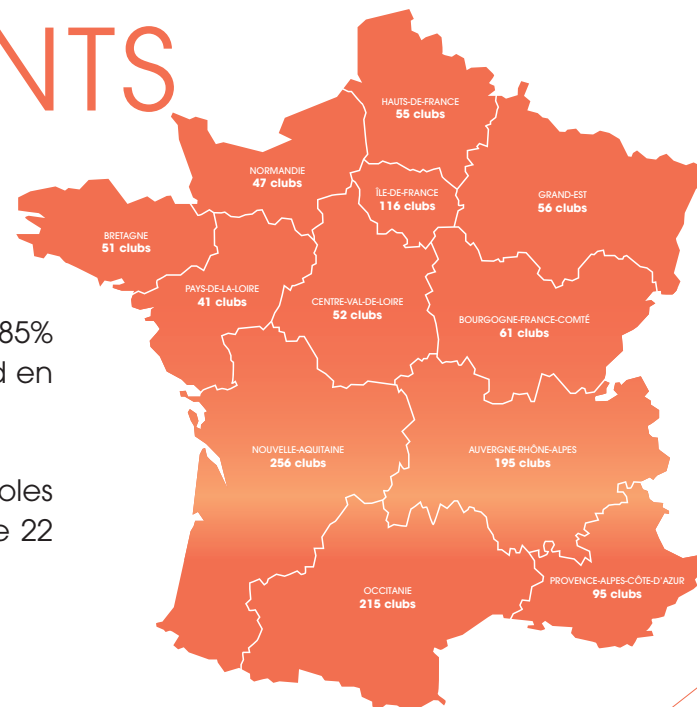 NTS
HAUTS-DE-FRANCE
55 clubs
NORMANDIE
47 clubs
ÎLE-DE-FRANCE
116 clubs
GRAND-EST
56 clubs
BRETAGNE
51 clubs
PAYS-DE-LA-LOIRE
41 clubs
CENTRE-VAL-DE-LOIRE
52 clubs
BOURGOGNE-FRANCE-COMTÉ
61 clubs
85%
en
NOUVELLE-AQUITAINE
256 clubs
AUVERGNE-RHÔNE-ALPES
195 clubs
oles
e 22
OCCITANIE
215 clubs
PROVENCE-ALPES-CÔTE-D'AZUR
95 clubs